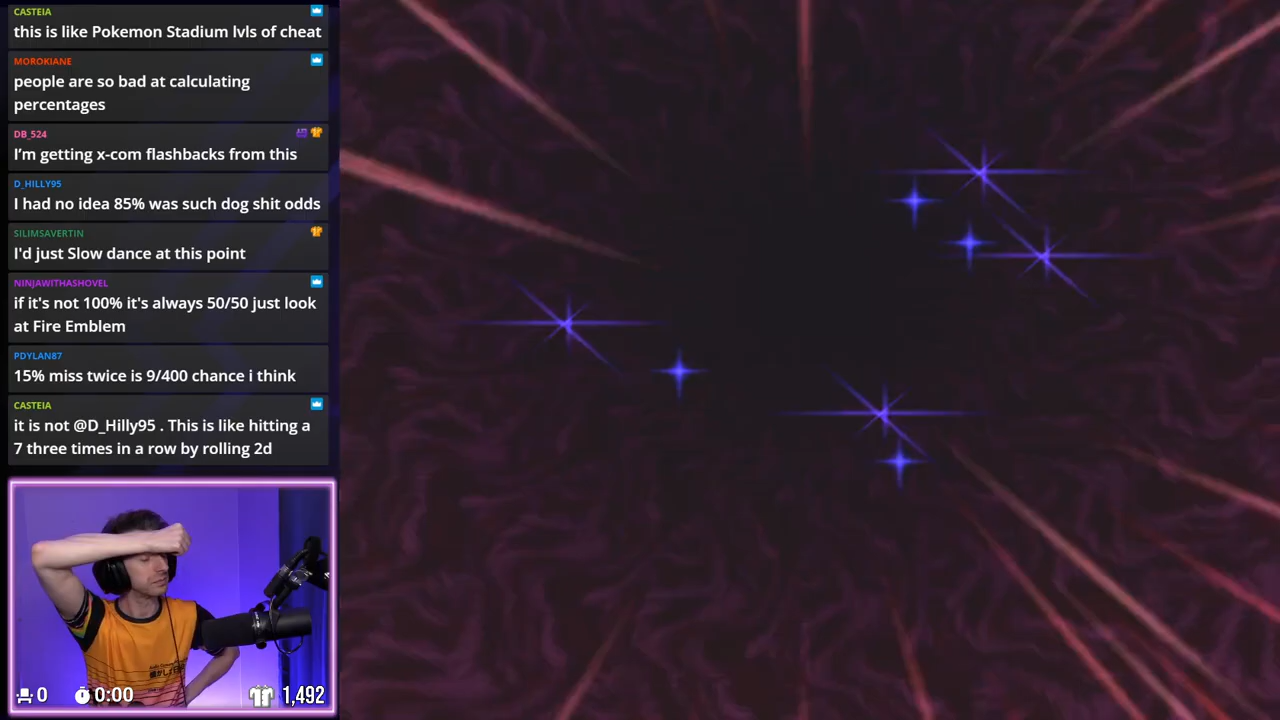 CASTEIA
this is like Pokemon Stadium lvls of cheat
MOROKIANE
people are so bad at calculating
percentages
DB_524
I’m getting x-com flashbacks from this
D_HILLY95
I had no idea 85% was such dog shit odds
SILIMSAVERTIN
I'd just Slow dance at this point
NINJAWITHASHOVEL
if it's not 100% it's always 50/50 just look
at Fire Emblem
PDYLAN87
15% miss twice is 9/400 chance i think
CASTEIA
it is not @D_Hilly95 . This is like hitting a
7 three times in a row by rolling 2d
0 0:00 1,492